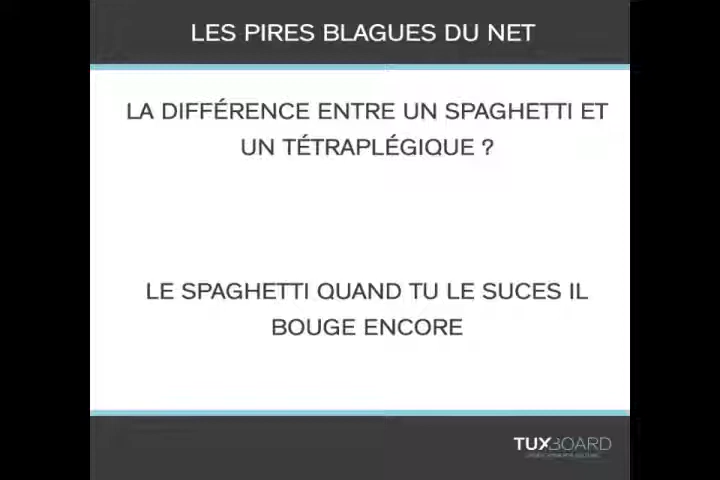 LES PIRES BLAGUES DU NET
LA DIFFÉRENCE ENTRE UN SPAGHETTI ET
UN TÉTRAPLÉGIQUE ?
LE SPAGHETTI QUAND TU LE SUCES IL
BOUGE ENCORE
TUXBOARD